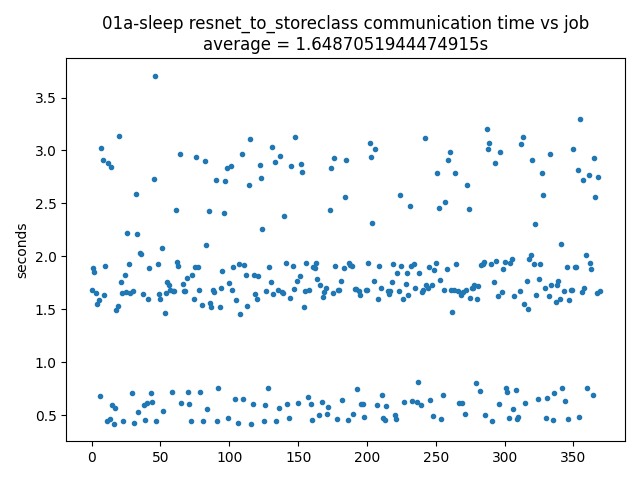 01a-sleep resnet_to_storeclass communication time vs job
average = 1.6487051944474915s
seconds
3.5
3.0
2.5
2.0
1.5
1.0
0.5
0 50 100 150 200 250 300 350